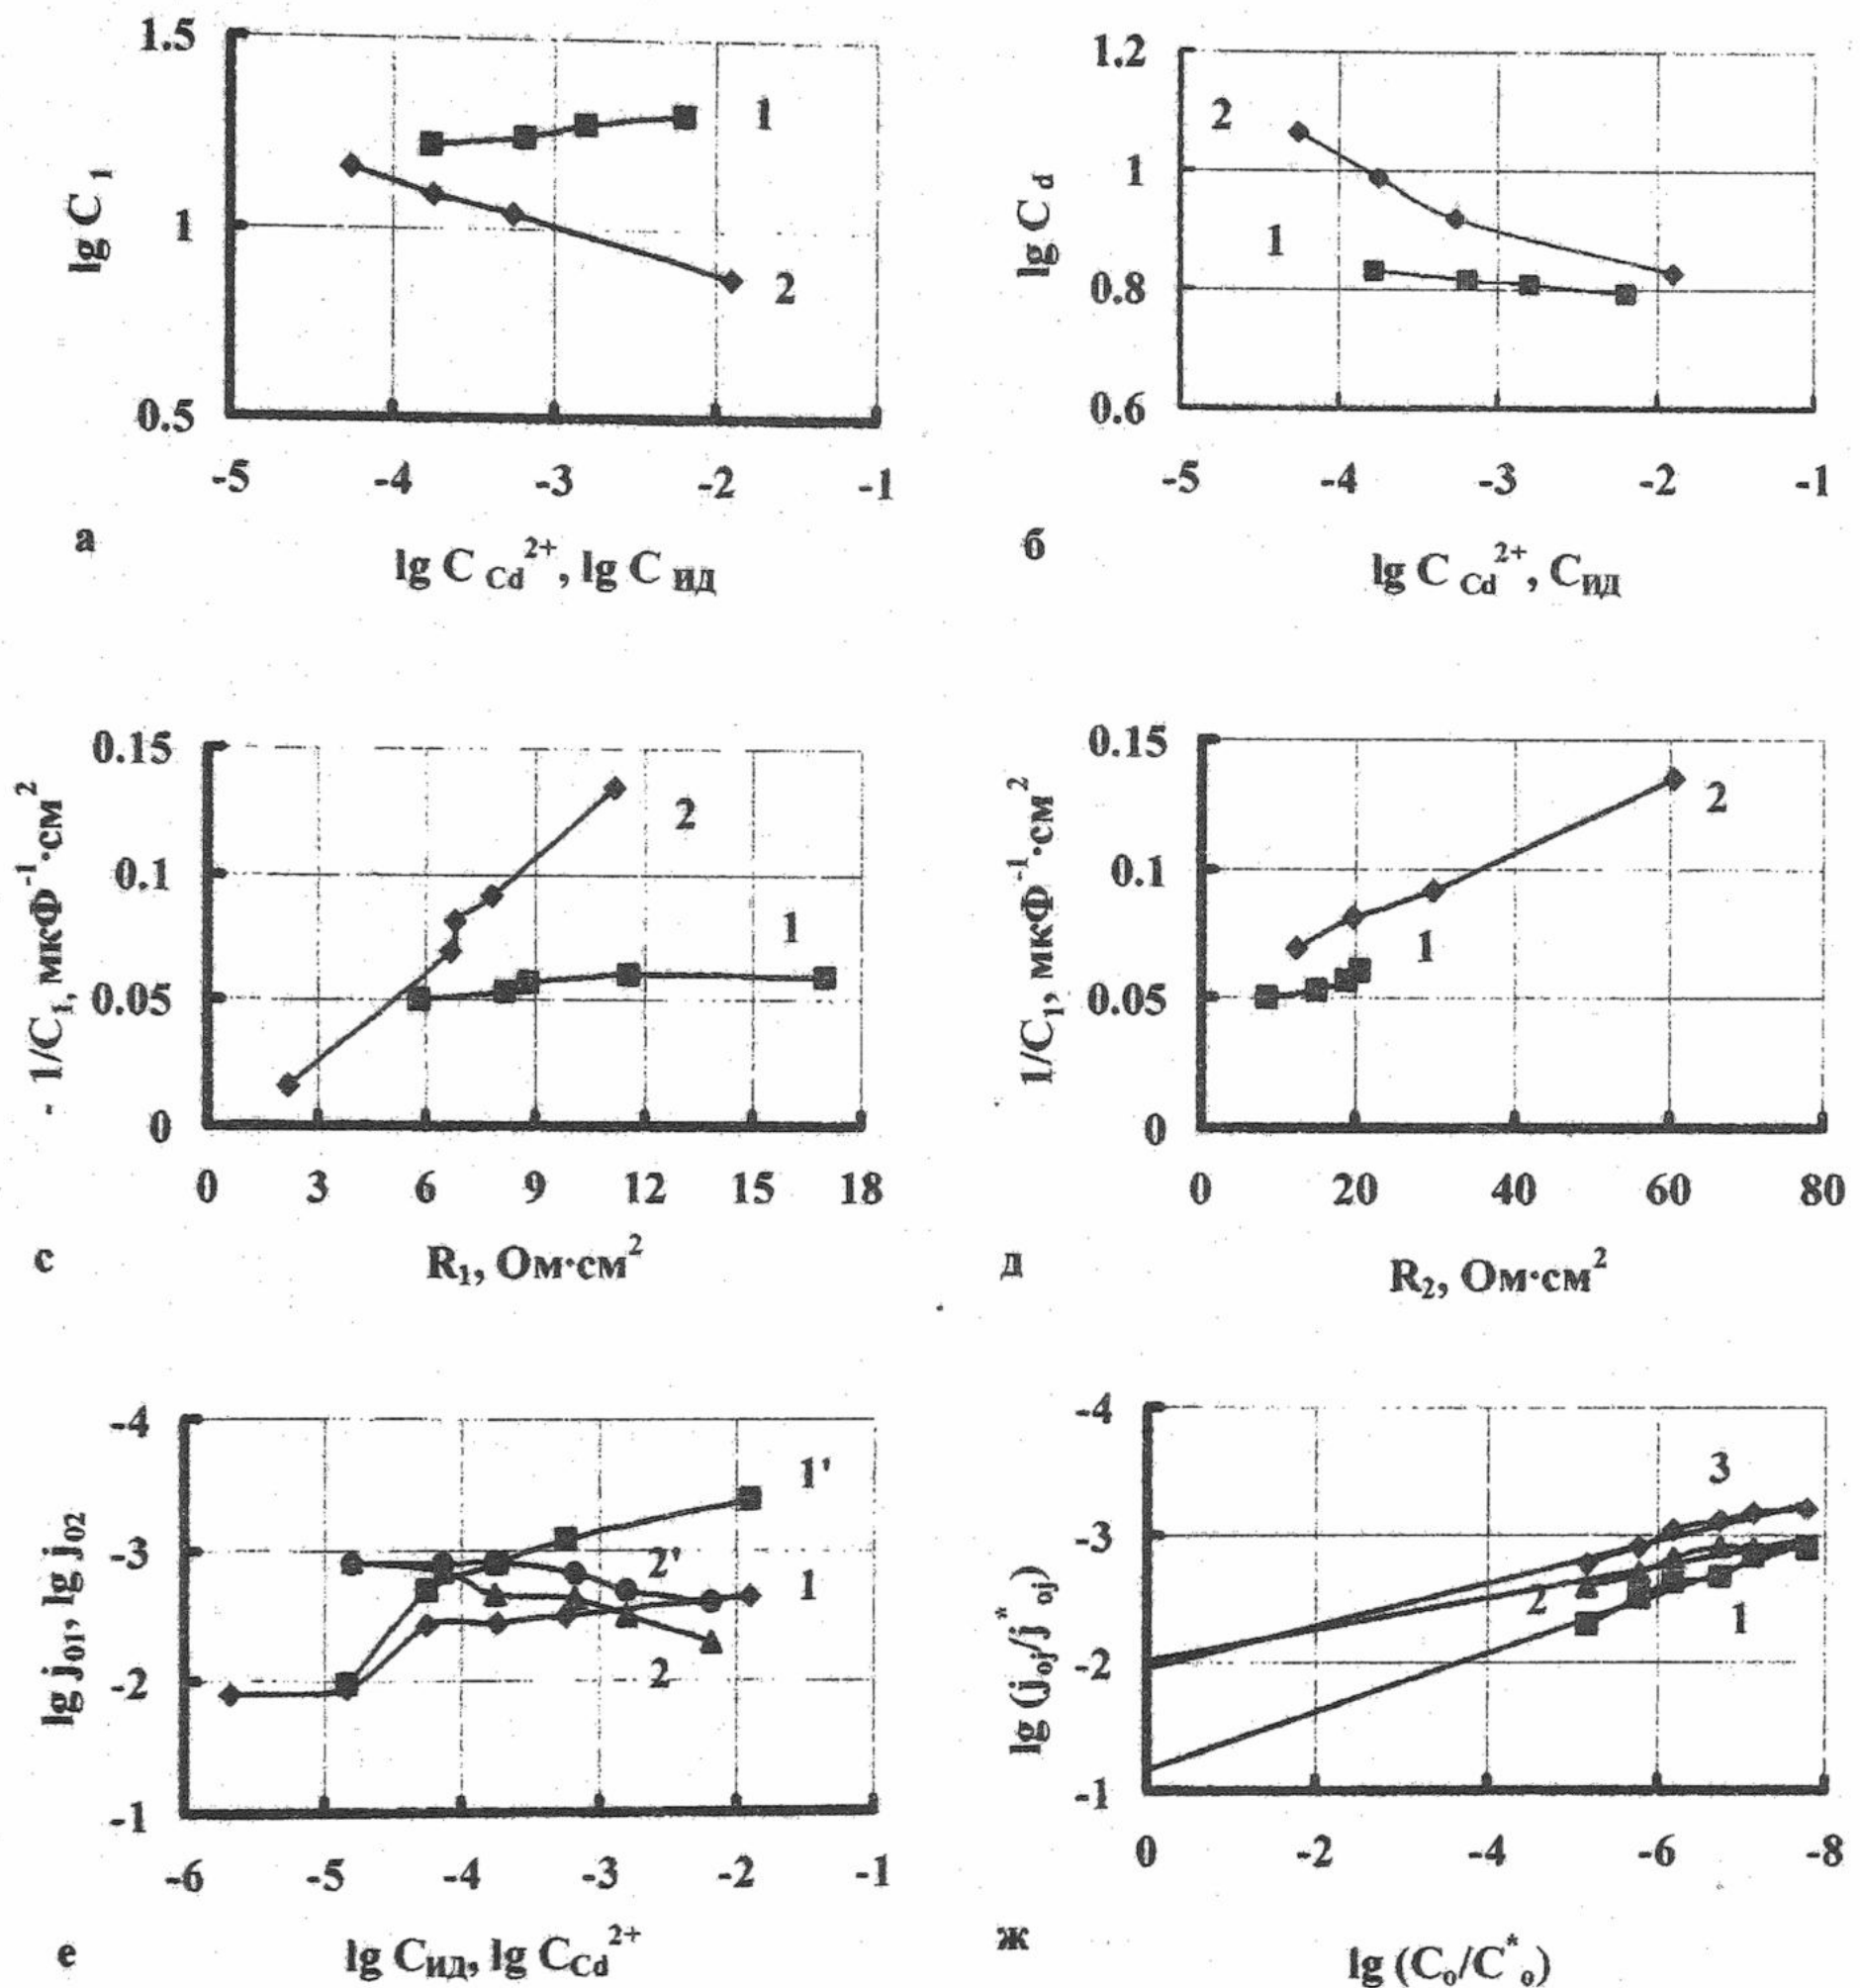 1.5
1
0.5
lg C 1
1
2
-5 -4 -3 -2 -1
а
lg C Cd 2+, lg C ИД
1.2
1
0.8
0.6
lg C d
2
1
-5 -4 -3 -2 -1
б
lg C Cd 2+, CИД
0.15
0.1
0.05
0
- 1/C1, мкФ-1·см2
2
1
0 3 6 9 12 15 18
с
R1, Ом·см2
0.15
0.1
0.05
0
1/C1, мкФ-1·см2
2
1
0 20 40 60 80
д
R2, Ом·см2
-4
-3
-2
-1
lg j01, lg j02
1'
2'
1
2
-6 -5 -4 -3 -2 -1
е
lg CИД, lg CCd2+
-4
-3
-2
-1
lg (joj/j*oj)
3
2
1
0 -2 -4 -6 -8
ж
lg (Co/C*o)